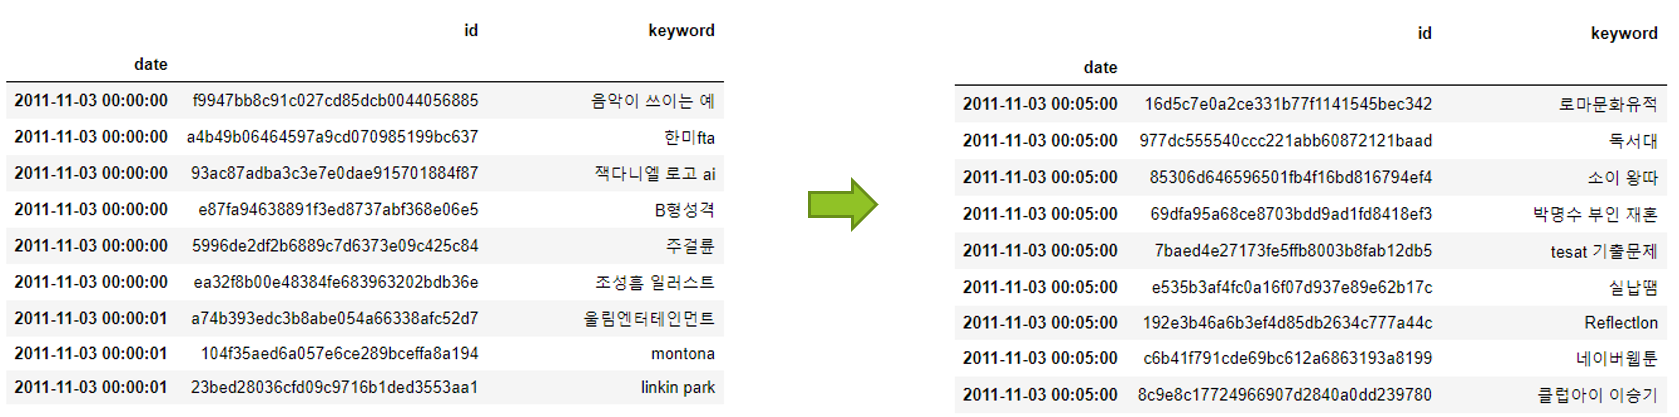 id keyword
date
2011-11-03 00:00:00 f9947bb8c91c027cd85dcb0044056885 음악이 쓰이는 예
2011-11-03 00:00:00 a4b49b06464597a9cd070985199bc637 한미fta
2011-11-03 00:00:00 93ac87adba3c3e7e0dae915701884f87 잭다니엘 로고 ai
2011-11-03 00:00:00 e87fa94638891f3ed8737abf368e06e5 B형성격
2011-11-03 00:00:00 5996de2df2b6889c7d6373e09c425c84 주걸륜
2011-11-03 00:00:00 ea32f8b00e48384fe683963202bdb36e 조성흠 일러스트
2011-11-03 00:00:01 a74b393edc3b8abe054a66338afc52d7 울림엔터테인먼트
2011-11-03 00:00:01 104f35aed6a057e6ce289bceffa8a194 montona
2011-11-03 00:00:01 23bed28036cfd09c9716b1ded3553aa1 linkin park
id keyword
date
2011-11-03 00:05:00 16d5c7e0a2ce331b77f1141545bec342 로마문화유적
2011-11-03 00:05:00 977dc555540ccc221abb60872121baad 독서대
2011-11-03 00:05:00 85306d646596501fb4f16bd816794ef4 소이 왕따
2011-11-03 00:05:00 69dfa95a68ce8703bdd9ad1fd8418ef3 박명수 부인 재혼
2011-11-03 00:05:00 7baed4e27173fe5ffb8003b8fab12db5 tesat 기출문제
2011-11-03 00:05:00 e535b3af4fc0a16f07d937e89e62b17c 실납땜
2011-11-03 00:05:00 192e3b46a6b3ef4d85db2634c777a44c ReflectIon
2011-11-03 00:05:00 c6b41f791cde69bc612a6863193a8199 네이버웹툰
2011-11-03 00:05:00 8c9e8c17724966907d2840a0dd239780 클럽아이 이승기